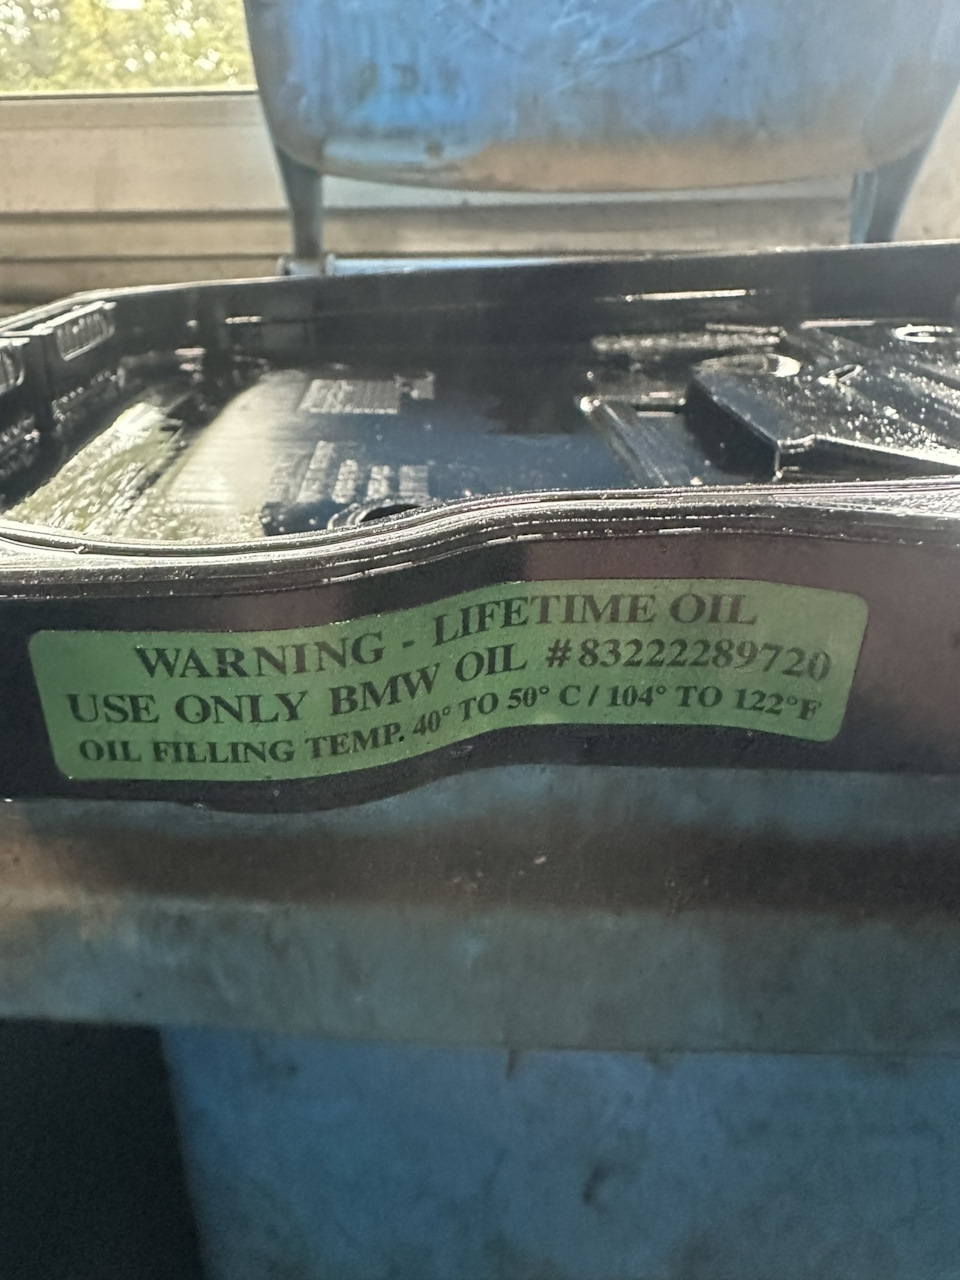 WARNING - LIFETIME OIL
USE ONLY BMW OIL #83222289720
OIL FILLING TEMP. 40° TO 50° C / 104° TO 122°F